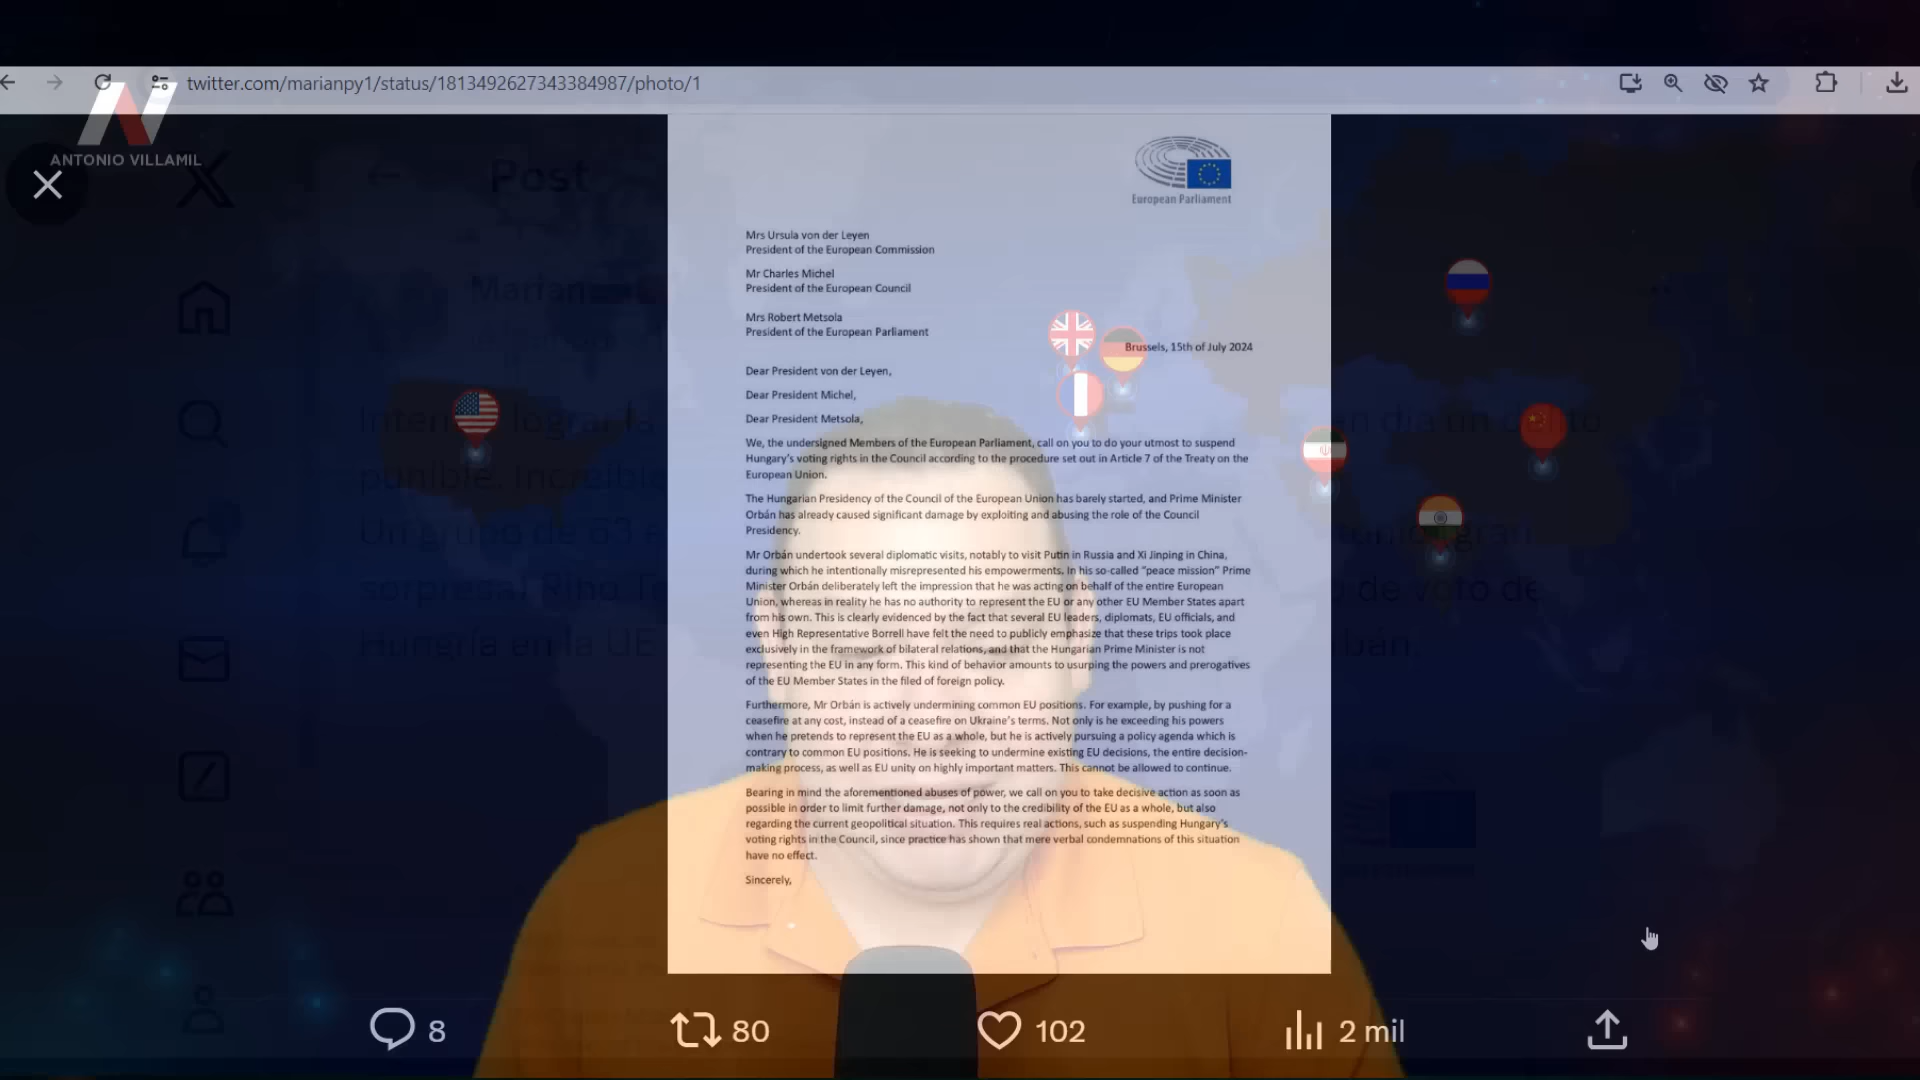 twitter.com/marianpy1/status/1813492627343384987/photo/1
ANTONIO VILLAMIL
Post
European Parliament
Mrs Ursula von der Leyen
President of the European Commission
Mr Charles Michel
President of the European Council
Mrs Robert Metsola
President of the European Parliament
Brussels, 15th of July 2024
Dear President von der Leyen,
Dear President Michel,
Dear President Metsola,
We, the undersigned Members of the European Parliament, call on you to do your utmost to suspend
Hungary's voting rights in the Council according to the procedure set out in Article 7 of the Treaty on the
European Union.
The Hungarian Presidency of the Council of the European Union has barely started, and Prime Minister
Orbán has already caused significant damage by exploiting and abusing the role of the Council
Presidency.
Mr Orbán undertook several diplomatic visits, notably to visit Putin in Russia and Xi Jinping in China,
during which he intentionally misrepresented his empowerments. In his so-called "peace mission" Prime
Minister Orbán deliberately left the impression that he was acting on behalf of the entire European
Union, whereas in reality he has no authority to represent the EU or any other EU Member States apart
from his own. This is clearly evidenced by the fact that several EU leaders, diplomats, EU officials, and
even High Representative Borrell have felt the need to publicly emphasize that these trips took place
exclusively in the framework of bilateral relations, and that the Hungarian Prime Minister is not
representing the EU in any form. This kind of behavior amounts to usurping the powers and prerogatives
of the EU Member States in the filed of foreign policy.
Furthermore, Mr Orbán is actively undermining common EU positions. For example, by pushing for a
ceasefire at any cost, instead of a ceasefire on Ukraine's terms. Not only is he exceeding his powers
when he pretends to represent the EU as a whole, but he is actively pursuing a policy agenda which is
contrary to common EU positions. He is seeking to undermine existing EU decisions, the entire decision-
making process, as well as EU unity on highly important matters. This cannot be allowed to continue.
Bearing in mind the aforementioned abuses of power, we call on you to take decisive action as soon as
possible in order to limit further damage, not only to the credibility of the EU as a whole, but also
regarding the current geopolitical situation. This requires real actions, such as suspending Hungary's
voting rights in the Council, since practice has shown that mere verbal condemnations of this situation
have no effect.
Sincerely,
punible.
Un grupo de 63
de voto de
Hungría en la UE
8
80
102
2 mil